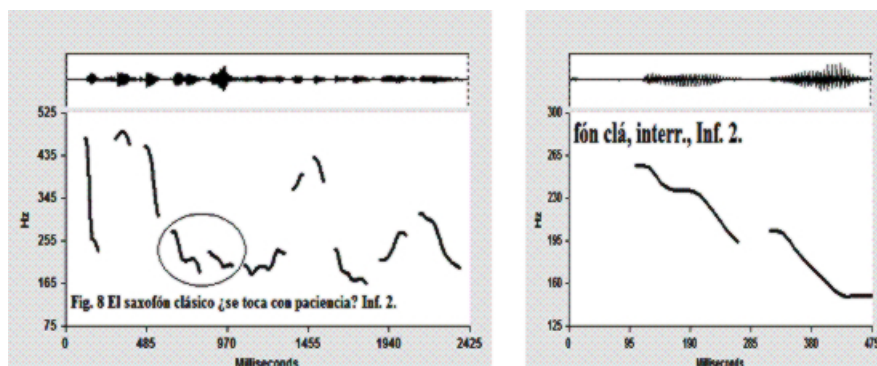 525
435
345
255
165
75
Hz
Fig. 8 El saxofón clásico ¿se toca con paciencia? Inf. 2.
0 485 970 1455 1940 2425
Milliseconds
300
265
230
195
160
125
Hz
fón clá, interr., Inf. 2.
0 95 190 285 380 475
Milliseconds